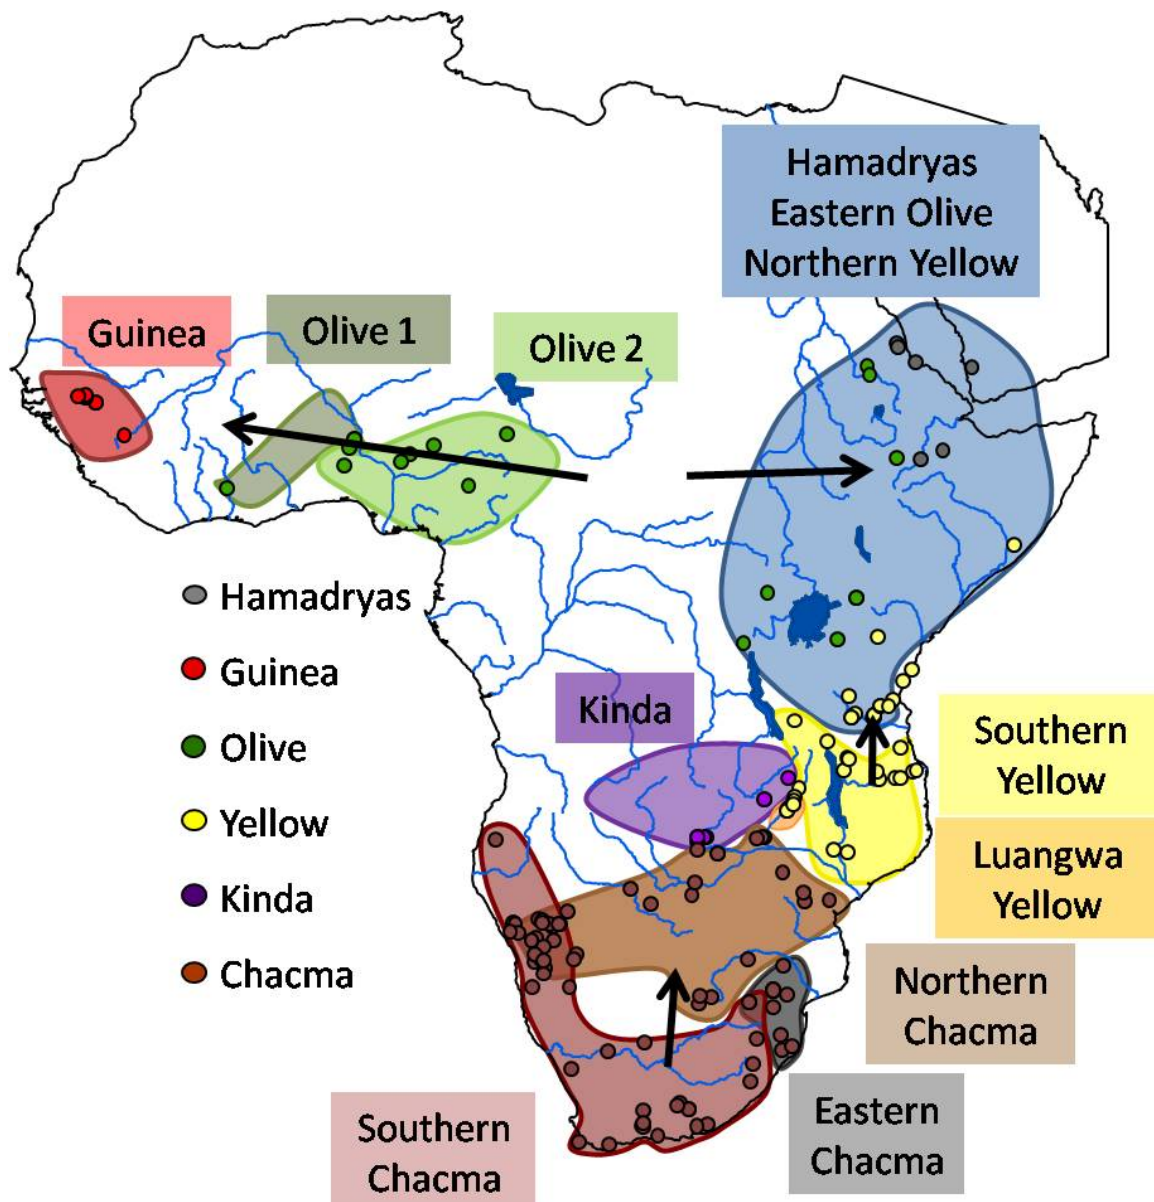 Hamadryas
Eastern Olive
Northern Yellow
Guinea
Olive 1
Olive 2
Hamadryas
Guinea
Olive
Yellow
Kinda
Chacma
Kinda
Southern
Yellow
Luangwa
Yellow
Northern
Chacma
Eastern
Chacma
Southern
Chacma